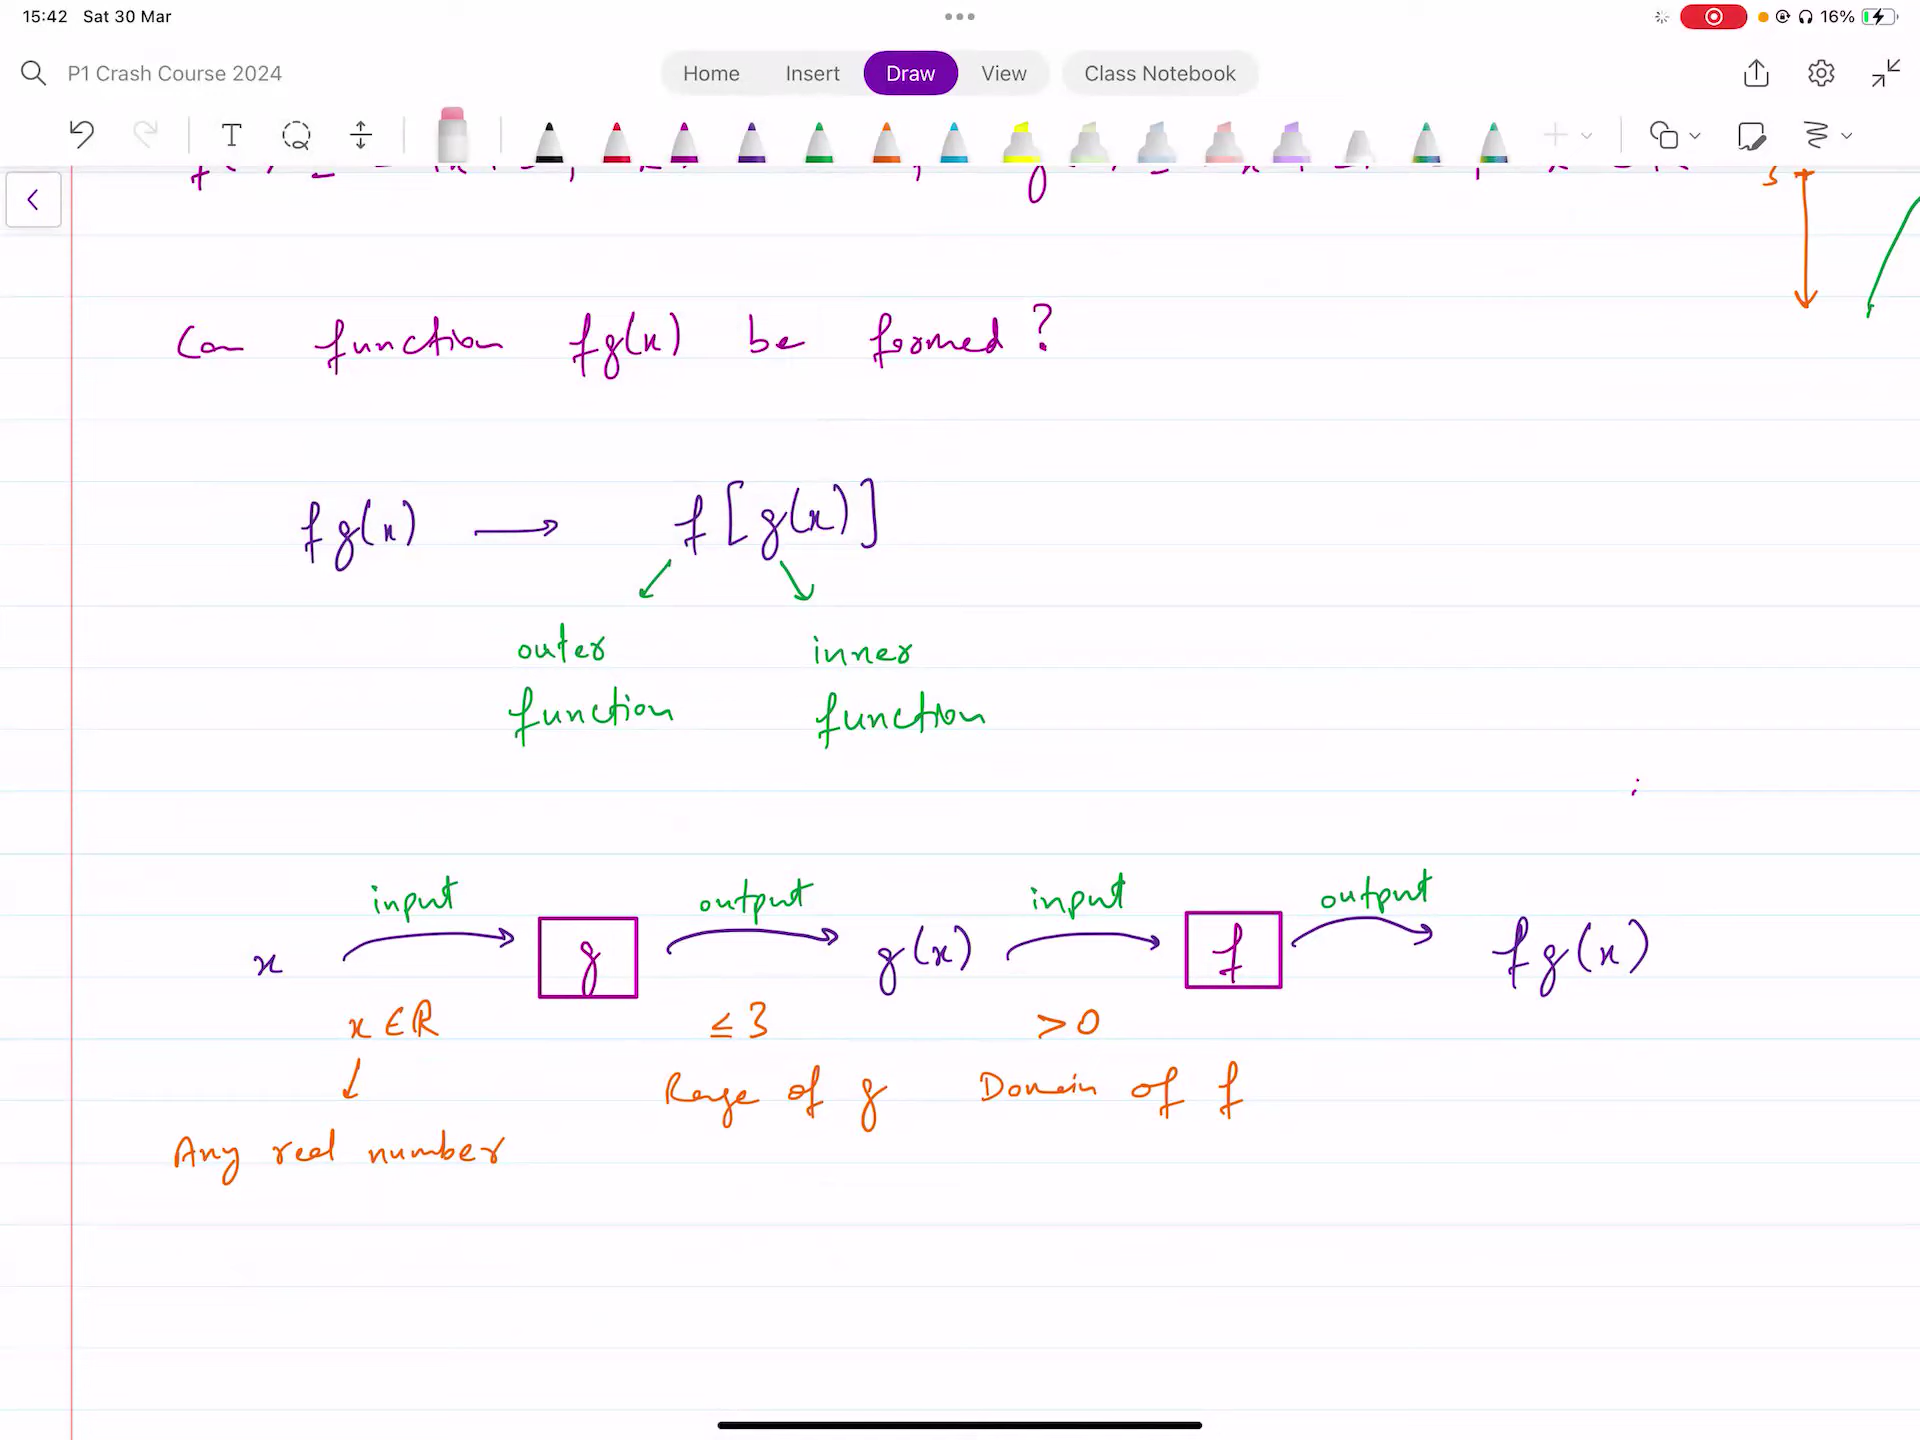 15:42 Sat 30 Mar 16%
P1 Crash Course 2024 Home Insert Draw View Class Notebook
T
Can function fg(x) be formed?
fg(x) → f[g(x)]
outer inner
function function
input output input output
x g g(x) f fg(x)
x ∈ R ≤ 3 > 0
Range of g Domain of f
Any real number